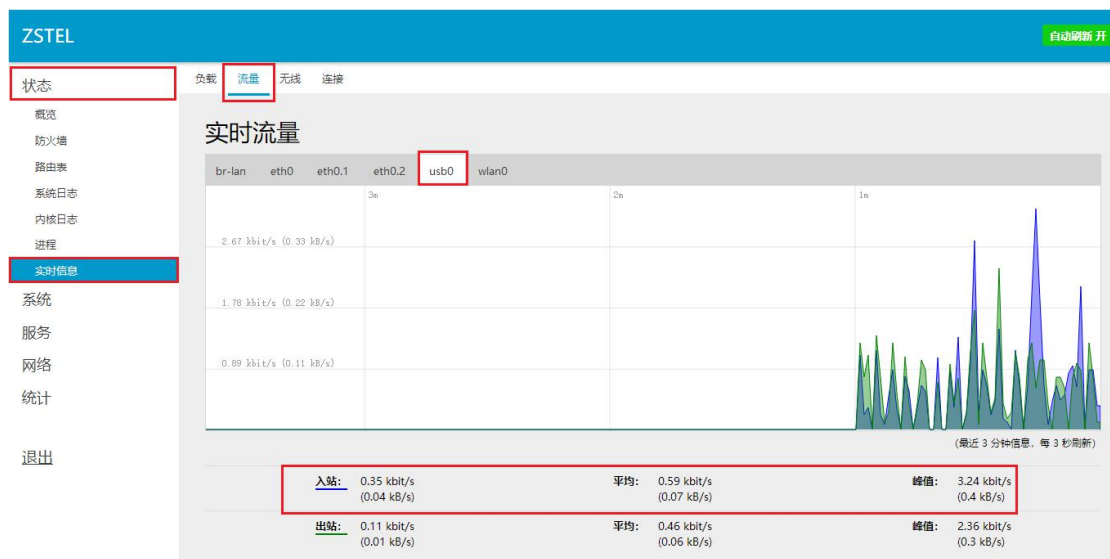 ZSTEL
自动刷新 开
状态
概览
防火墙
路由表
系统日志
内核日志
进程
实时信息
系统
服务
网络
统计
退出
负载 流量 无线 连接
实时流量
br-lan eth0 eth0.1 eth0.2 usb0 wlan0
3m 2m 1m
2.67 kbit/s (0.33 kB/s)
1.78 kbit/s (0.22 kB/s)
0.89 kbit/s (0.11 kB/s)
(最近 3 分钟信息，每 3 秒刷新)
入站: 0.35 kbit/s 平均: 0.59 kbit/s 峰值: 3.24 kbit/s
(0.04 kB/s) (0.07 kB/s) (0.4 kB/s)
出站: 0.11 kbit/s 平均: 0.46 kbit/s 峰值: 2.36 kbit/s
(0.01 kB/s) (0.06 kB/s) (0.3 kB/s)